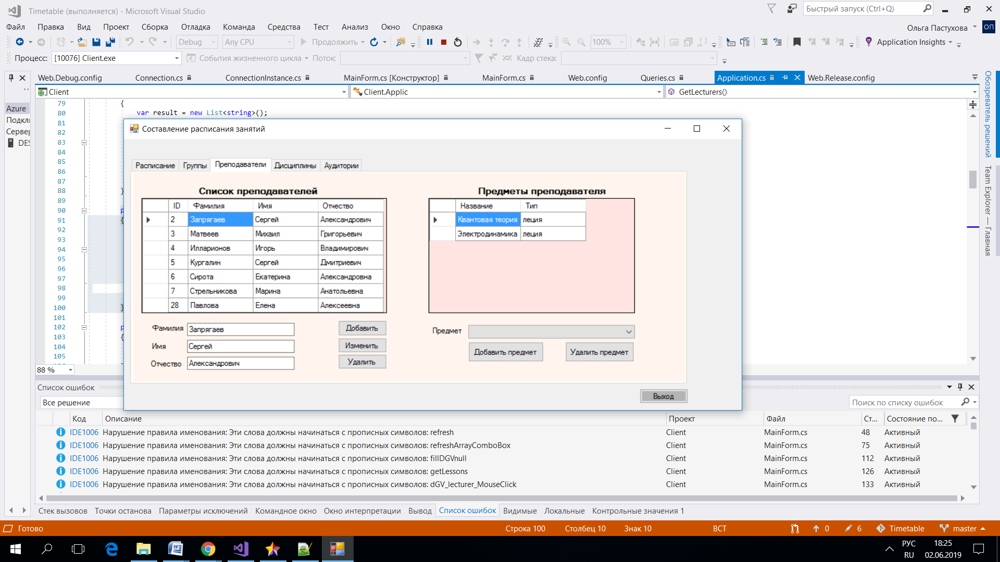 Timetable (выполняется) - Microsoft Visual Studio
Быстрый запуск (Ctrl+Q)
Файл Правка Вид Проект Сборка Отладка Команда Средства Тест Анализ Окно Справка
Ольга Пастухова ОП
Debug Any CPU Продолжить 100% Application Insights
Процесс: [10076] Client.exe События жизненного цикла Поток: Кадр стека:
Web.Debug.config Connection.cs ConnectionInstance.cs MainForm.cs [Конструктор] MainForm.cs Web.config Queries.cs Application.cs Web.Release.config
Client Client.Applic GetLecturers()
Azure
Подкл
Сервер
DES
79 {
80 var result = new List<string>();
81
82
83
84
85
86
87
88 }
89
90 p
91 {
92
93
94
95
96
97
98
99
100 }
101
102 p
103 {
104
105
88 %
Обозреватель решений
Team Explorer — Главная
Составление расписания занятий
Расписание Группы Преподаватели Дисциплины Аудитории
Список преподавателей
ID Фамилия Имя Отчество
2 Запрягаев Сергей Александрович
3 Матвеев Михаил Григорьевич
4 Илларионов Игорь Владимирович
5 Кургалин Сергей Дмитриевич
6 Сирота Екатерина Александровна
7 Стрельникова Марина Анатольевна
28 Павлова Елена Алексеевна
Фамилия Запрягаев Добавить
Имя Сергей Изменить
Отчество Александрович Удалить
Предметы преподавателя
Название Тип
Квантовая теория леция
Электродинамика леция
Предмет
Добавить предмет Удалить предмет
Выход
Список ошибок
Все решение Поиск по списку ошибок
Код Описание Проект Файл Ст... Состояние по...
IDE1006 Нарушение правила именования: Эти слова должны начинаться с прописных символов: refresh Client MainForm.cs 48 Активный
IDE1006 Нарушение правила именования: Эти слова должны начинаться с прописных символов: refreshArrayComboBox Client MainForm.cs 75 Активный
IDE1006 Нарушение правила именования: Эти слова должны начинаться с прописных символов: fillDGVnull Client MainForm.cs 112 Активный
IDE1006 Нарушение правила именования: Эти слова должны начинаться с прописных символов: getLessons Client MainForm.cs 126 Активный
IDE1006 Нарушение правила именования: Эти слова должны начинаться с прописных символов: dGV_lecturer_MouseClick Client MainForm.cs 133 Активный
Стек вызовов Точки останова Параметры исключений Командное окно Окно интерпретации Вывод Список ошибок Видимые Локальные Контрольные значения 1
Готово Строка 100 Столбец 10 Знак 10 ВСТ 0 6 Timetable master
РУС 18:25
RU 02.06.2019